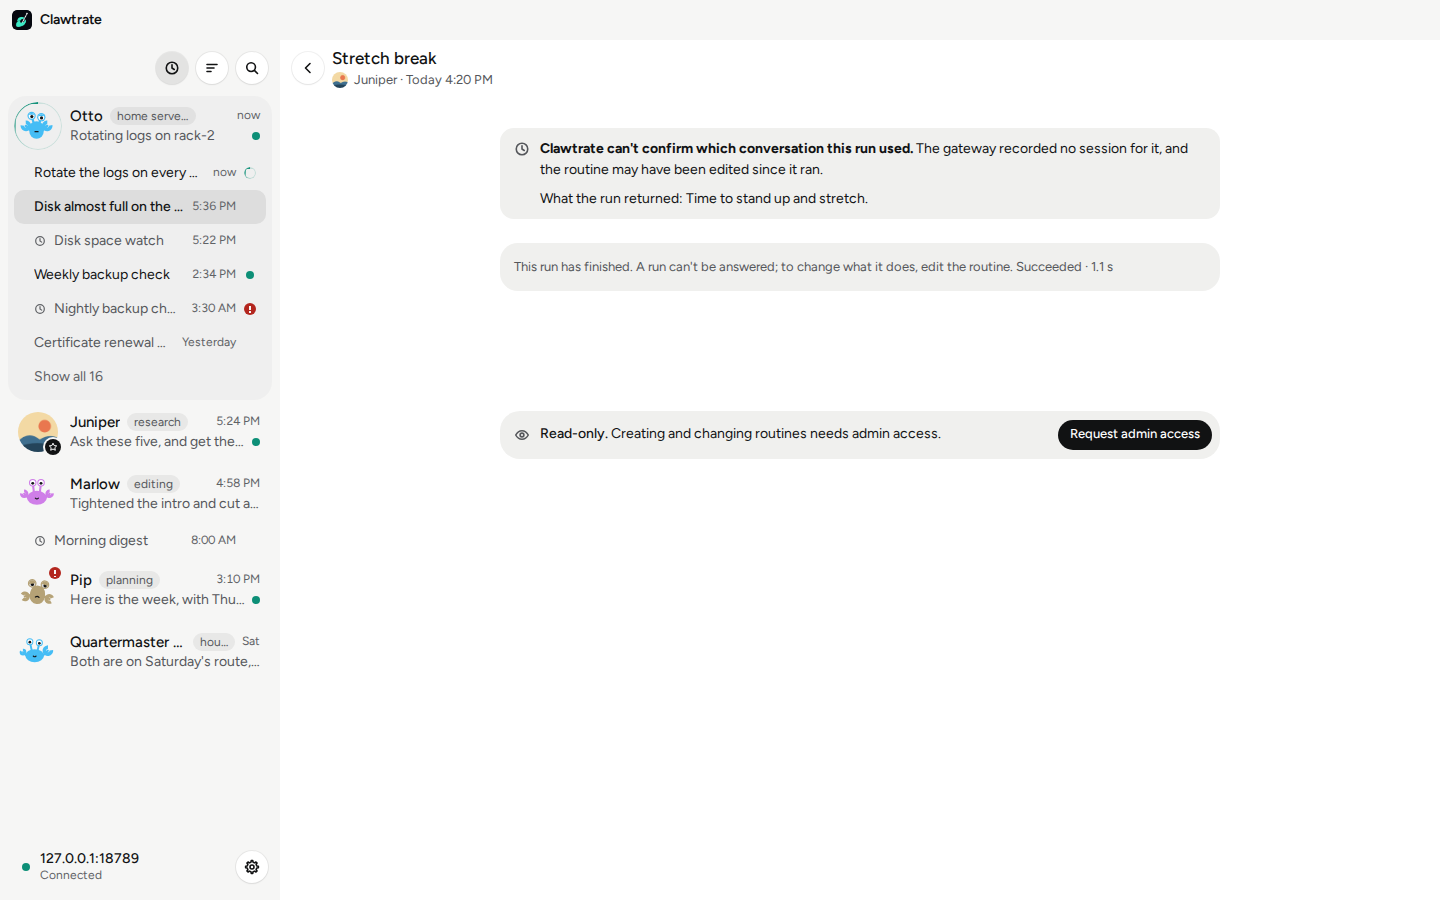 Clawtrate
Otto home serve... now
Rotating logs on rack-2
Rotate the logs on every ... now
Disk almost full on the ... 5:36 PM
Disk space watch 5:22 PM
Weekly backup check 2:34 PM
Nightly backup ch... 3:30 AM
Certificate renewal ... Yesterday
Show all 16
Juniper research 5:24 PM
Ask these five, and get the...
Marlow editing 4:58 PM
Tightened the intro and cut a...
Morning digest 8:00 AM
Pip planning 3:10 PM
Here is the week, with Thu...
Quartermaster ... hou... Sat
Both are on Saturday's route,...
127.0.0.1:18789
Connected
Stretch break
Juniper · Today 4:20 PM
Clawtrate can't confirm which conversation this run used. The gateway recorded no session for it, and
the routine may have been edited since it ran.
What the run returned: Time to stand up and stretch.
This run has finished. A run can't be answered; to change what it does, edit the routine. Succeeded · 1.1 s
Read-only. Creating and changing routines needs admin access.
Request admin access